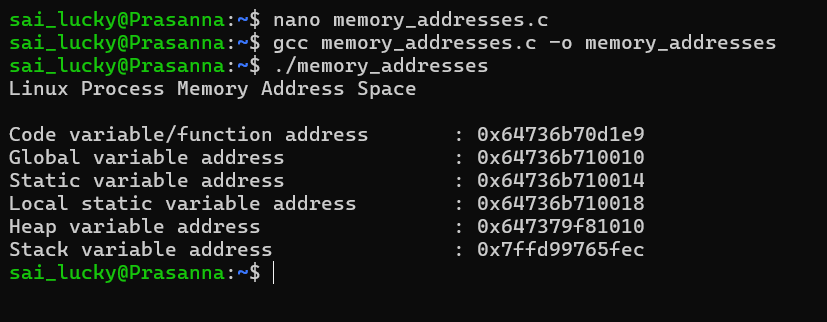 sai_lucky@Prasanna:~$ nano memory_addresses.c
sai_lucky@Prasanna:~$ gcc memory_addresses.c -o memory_addresses
sai_lucky@Prasanna:~$ ./memory_addresses
Linux Process Memory Address Space
Code variable/function address : 0x64736b70d1e9
Global variable address : 0x64736b710010
Static variable address : 0x64736b710014
Local static variable address : 0x64736b710018
Heap variable address : 0x647379f81010
Stack variable address : 0x7ffd99765fec
sai_lucky@Prasanna:~$